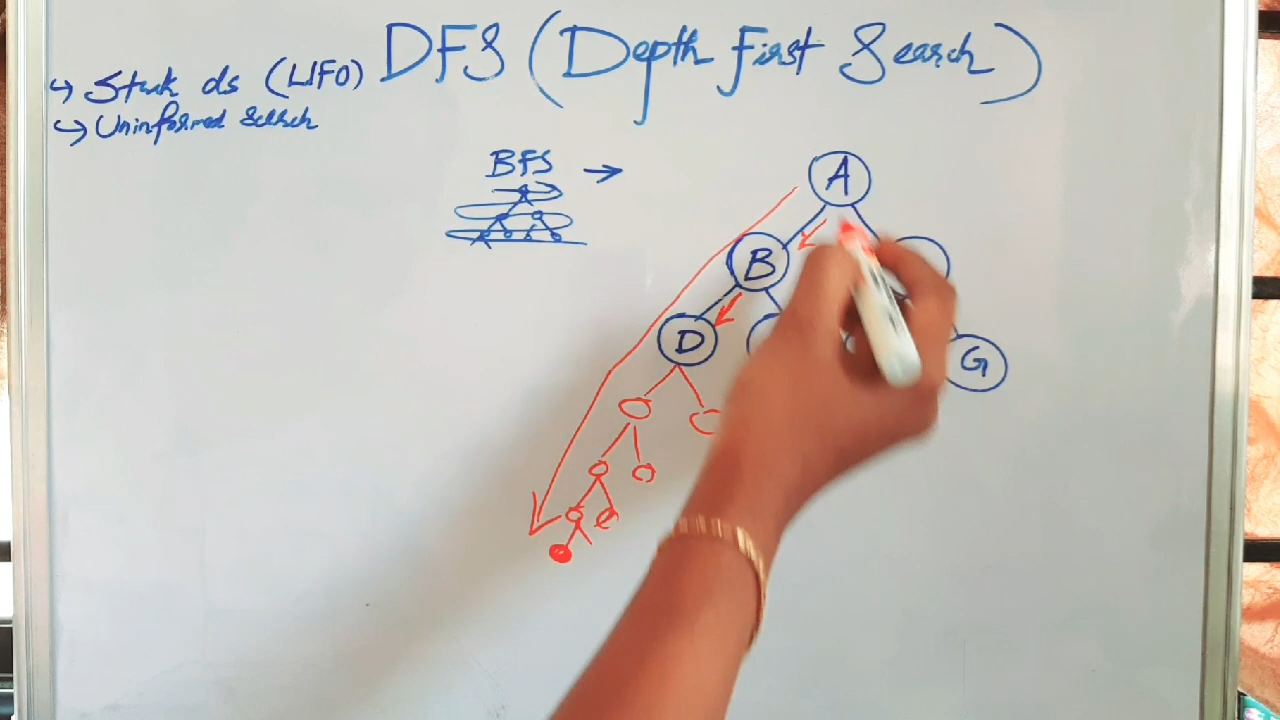 DFS (Depth First Search)
→ Stack ds (LIFO)
→ Uninformed search
BFS →
A
B
D
G